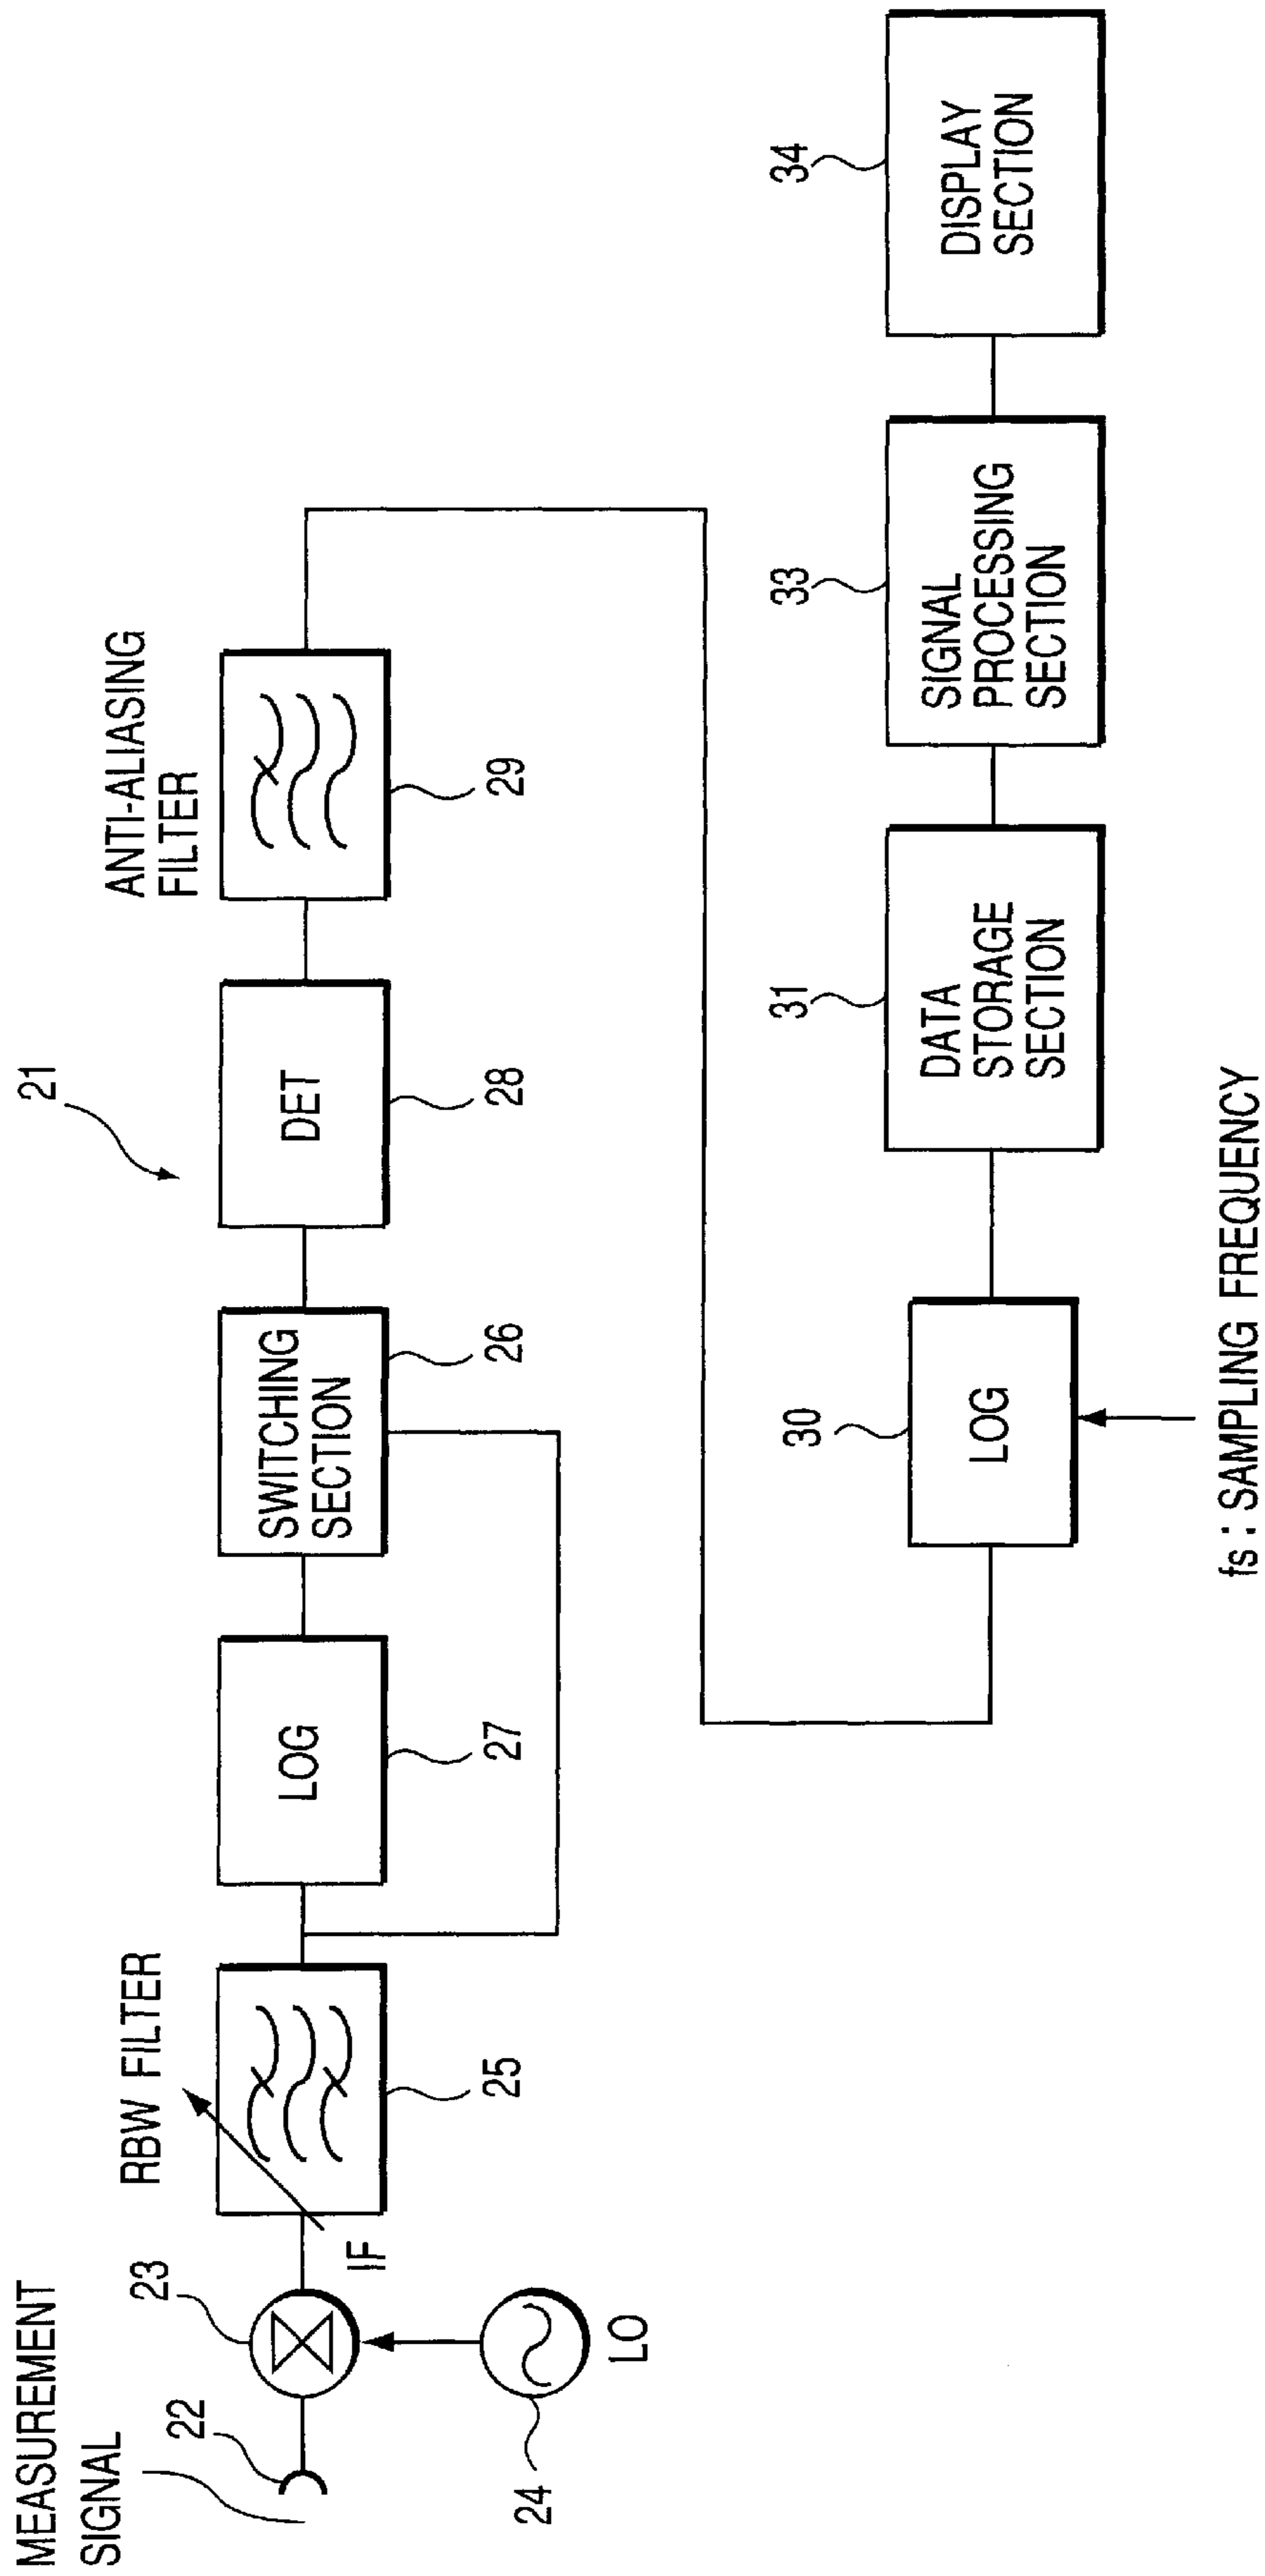 21
MEASUREMENT
SIGNAL
22
23
24
LO
IF
RBW FILTER
25
LOG
27
SWITCHING
SECTION
26
DET
28
ANTI-ALIASING
FILTER
29
30
LOG
fs : SAMPLING FREQUENCY
31
DATA
STORAGE
SECTION
33
SIGNAL
PROCESSING
SECTION
34
DISPLAY
SECTION